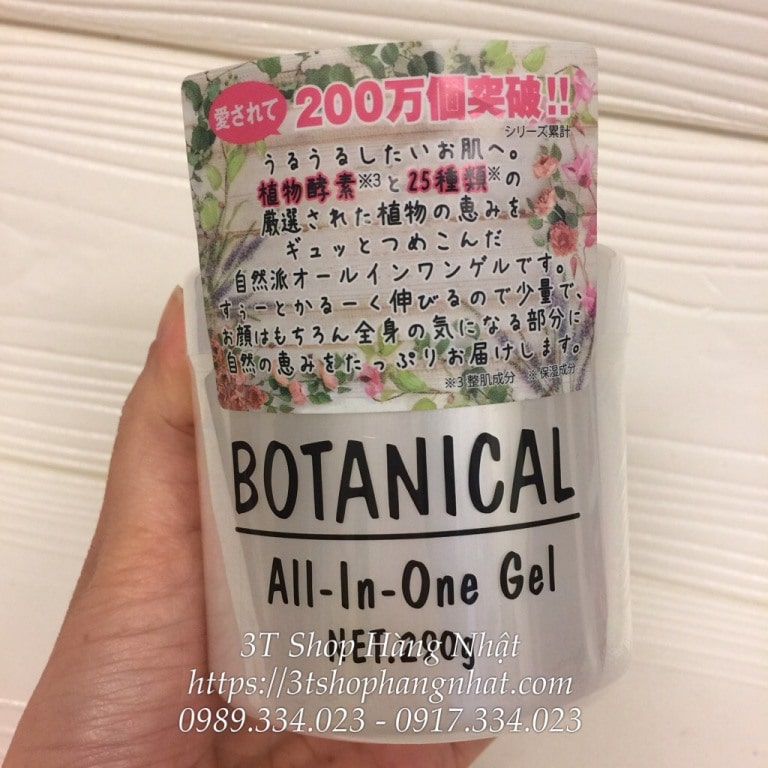 愛されて
200万個突破!!
シリーズ累計
うるうるしたいお肌へ。
植物酵素※3と25種類※の
厳選された植物の恵みを
ギュッとつめこんだ
自然派オールインワンゲルです。
すぅーとかるーく伸びるので少量で、
お顔はもちろん全身の気になる部分に
自然の恵みをたっぷりお届けします。
※3 整肌成分 ※ 保湿成分
BOTANICAL
All-In-One Gel
NET.280g
3T Shop Hàng Nhật
https://3tshophangnhat.com
0989.334.023 - 0917.334.023